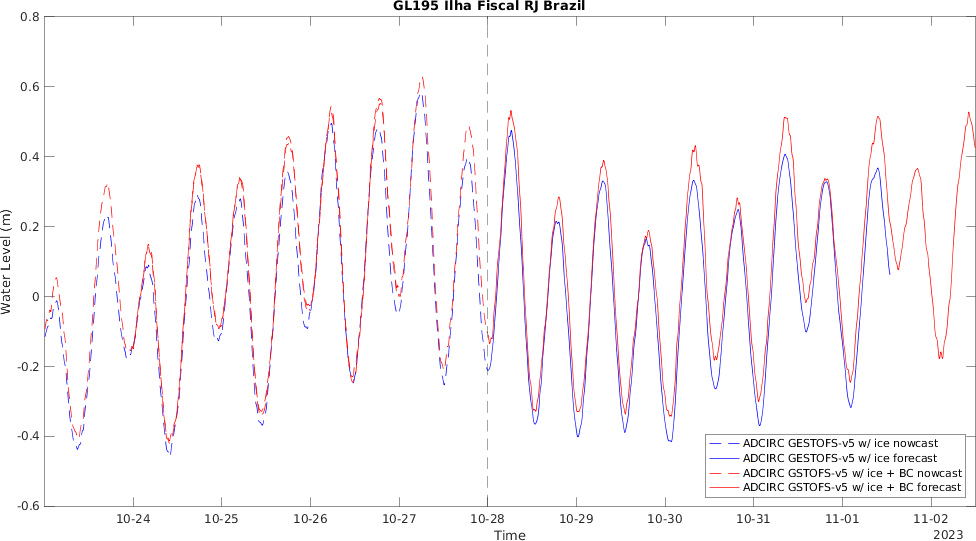 GL195 Ilha Fiscal RJ Brazil
0.8
0.6
0.4
0.2
0
-0.2
-0.4
-0.6
Water Level (m)
ADCIRC GESTOFS-v5 w/ ice nowcast
ADCIRC GESTOFS-v5 w/ ice forecast
ADCIRC GSTOFS-v5 w/ ice + BC nowcast
ADCIRC GSTOFS-v5 w/ ice + BC forecast
10-24 10-25 10-26 10-27 10-28 10-29 10-30 10-31 11-01 11-02
Time
2023